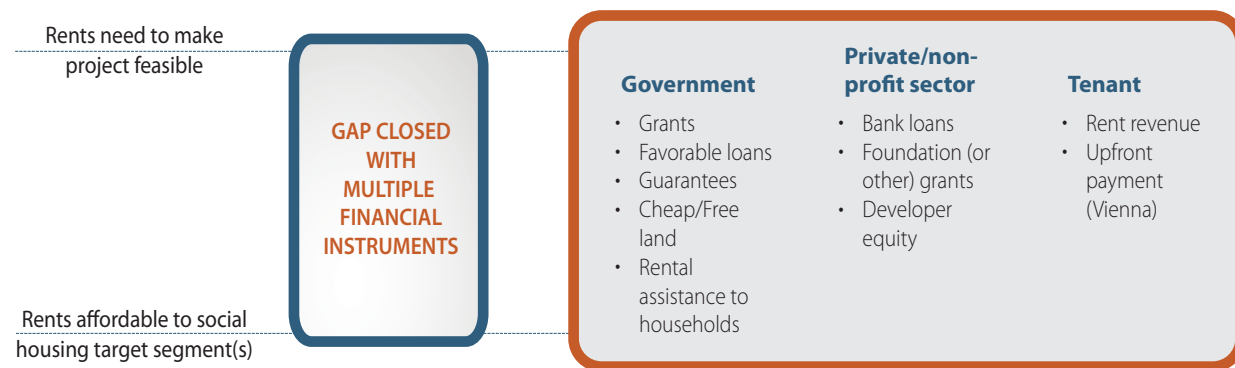 Rents need to make
project feasible
Rents affordable to social
housing target segment(s)
GAP CLOSED
WITH
MULTIPLE
FINANCIAL
INSTRUMENTS
Government
• Grants
• Favorable loans
• Guarantees
• Cheap/Free
land
• Rental
assistance to
households
Private/non-
profit sector
• Bank loans
• Foundation (or
other) grants
• Developer
equity
Tenant
• Rent revenue
• Upfront
payment
(Vienna)